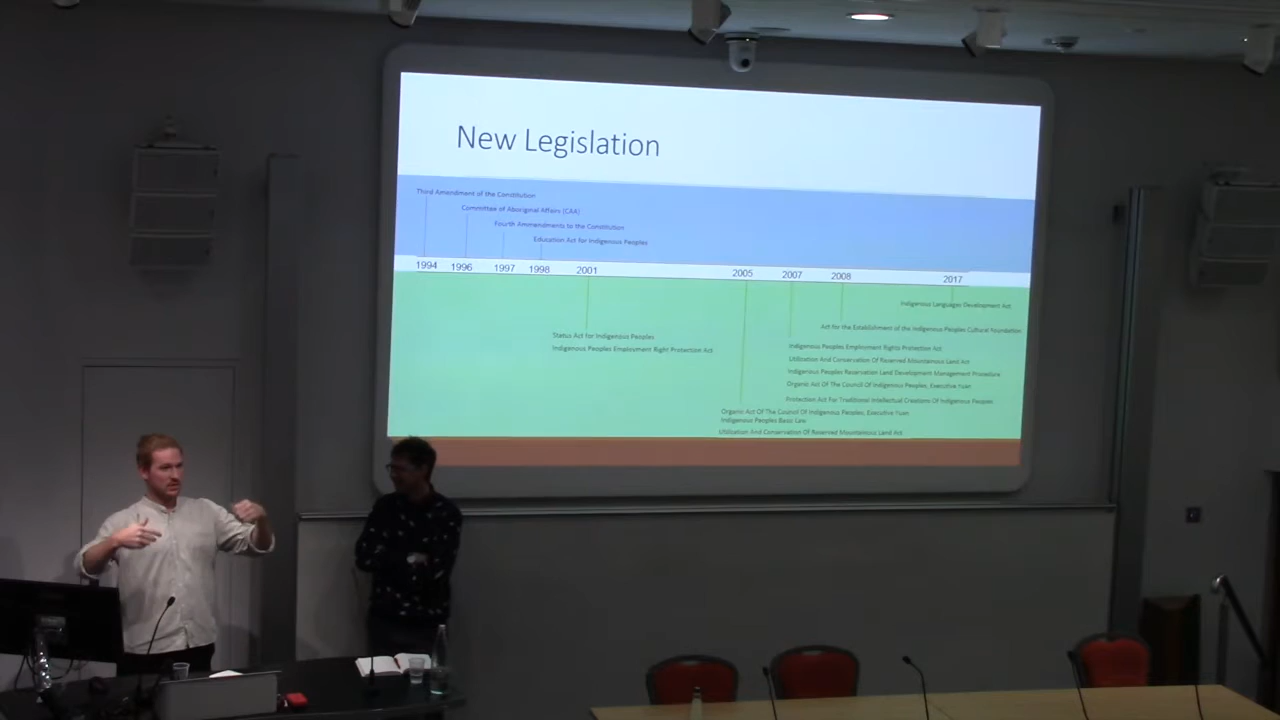 New Legislation
Third Amendment of the Constitution
Committee of Aboriginal Affairs (CAA)
Fourth Ammendments to the Constitution
Education Act for Indigenous Peoples
1994 1996 1997 1998 2001 2005 2007 2008 2017
Indigenous Languages Development Act
Act for the Establishment of the Indigenous Peoples Cultural Foundation
Status Act for Indigenous Peoples
Indigenous Peoples Employment Right Protection Act
Indigenous Peoples Employment Rights Protection Act
Utilization And Conservation Of Reserved Mountainous Land Act
Indigenous Peoples Reservation Land Development Management Procedure
Organic Act Of The Council Of Indigenous Peoples, Executive Yuan
Protection Act For Traditional Intellectual Creations Of Indigenous Peoples
Organic Act Of The Council Of Indigenous Peoples, Executive Yuan
Indigenous Peoples Basic Law
Utilization And Conservation Of Reserved Mountainous Land Act